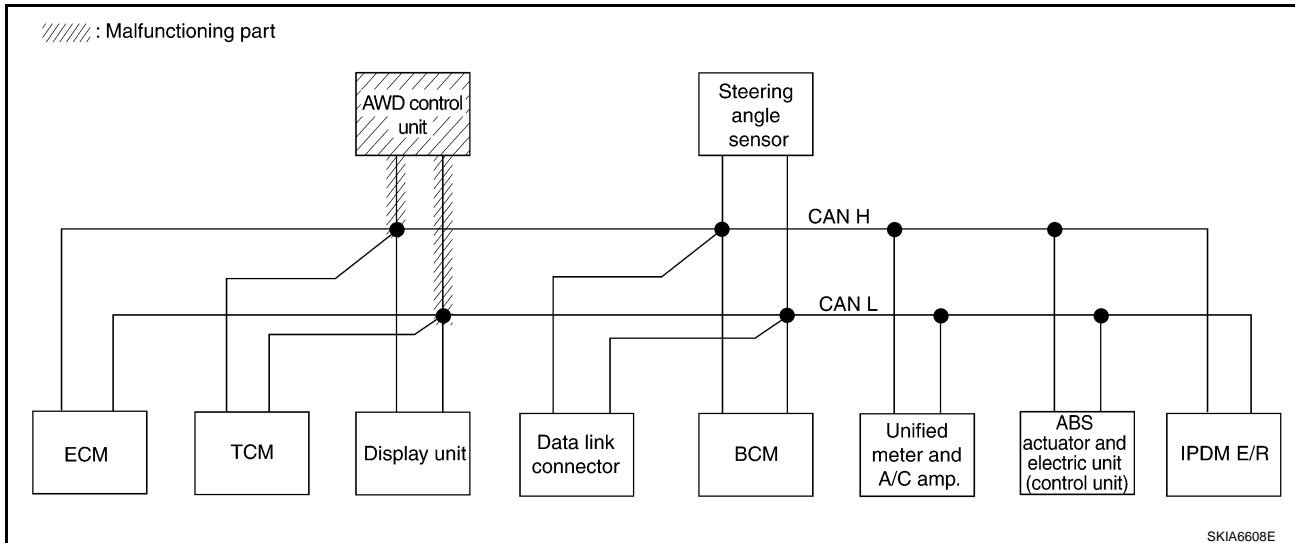 : Malfunctioning part
AWD control
unit
Steering
angle
sensor
CAN H
CAN L
ECM
TCM
Display unit
Data link
connector
BCM
Unified
meter and
A/C amp.
ABS
actuator and
electric unit
(control unit)
IPDM E/R
SKIA6608E